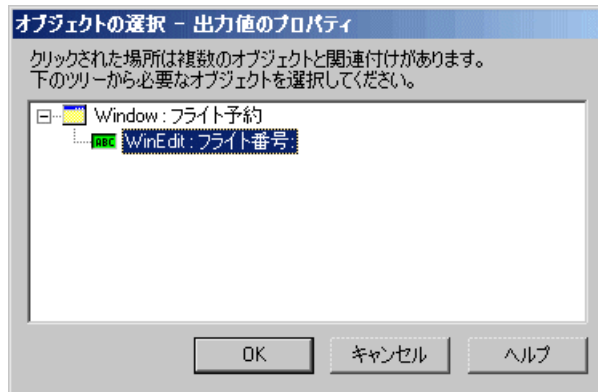 オブジェクトの選択 - 出力値のプロパティ
クリックされた場所は複数のオブジェクトと関連付けがあります。
下のツリーから必要なオブジェクトを選択してください。
Window : フライト予約
ABC WinEdit : フライト番号:
OK キャンセル ヘルプ